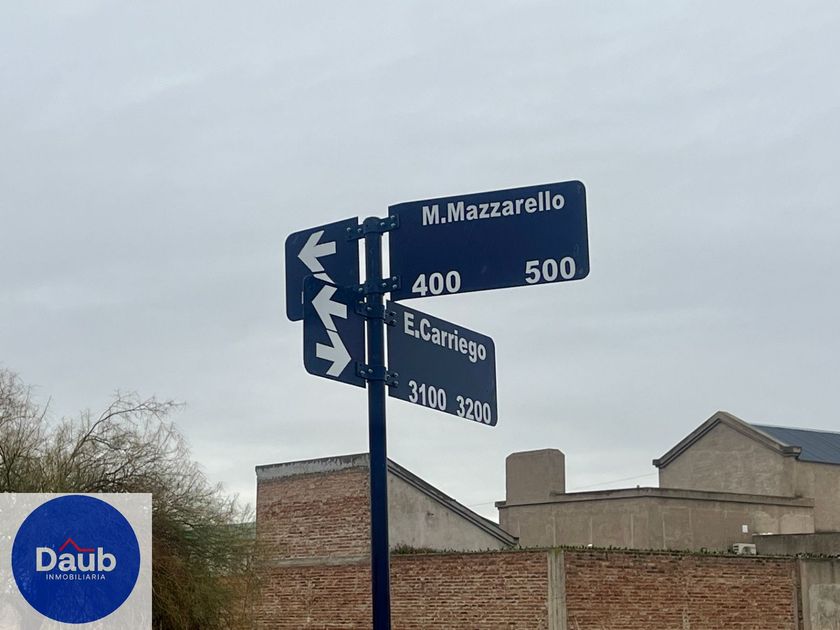 M.Mazzarello
400 500
E.Carriego
3100 3200
Daub
INMOBILIARIA